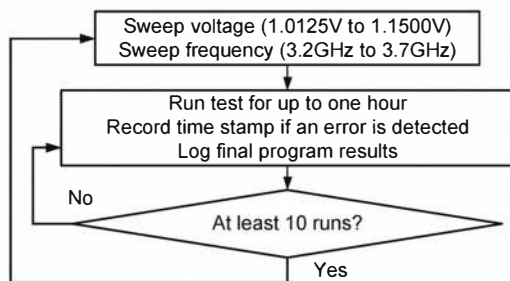 Sweep voltage (1.0125V to 1.1500V)
Sweep frequency (3.2GHz to 3.7GHz)
Run test for up to one hour
Record time stamp if an error is detected
Log final program results
No
At least 10 runs?
Yes